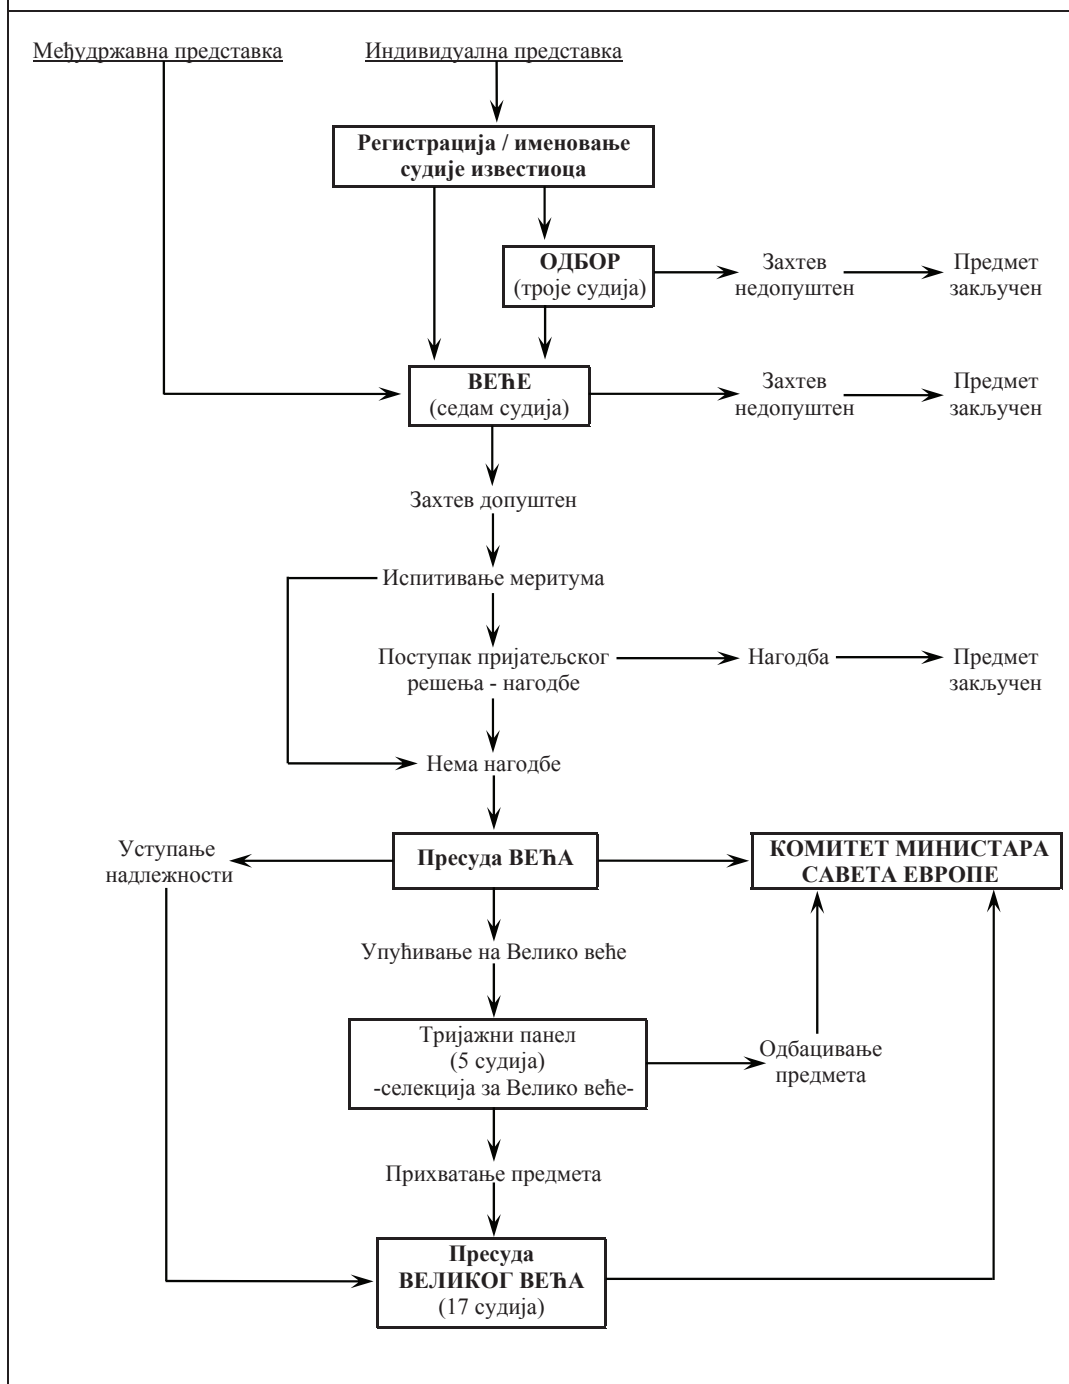 Међудржавна представка
Индивидуална представка
Регистрација / именовање
судије известиоца
ОДБОР
(троје судија)
Захтев
недопуштен
Предмет
закључен
ВЕЋЕ
(седам судија)
Захтев
недопуштен
Предмет
закључен
Захтев допуштен
Испитивање меритума
Поступак пријатељског
решења - нагодбе
Нагодба
Предмет
закључен
Нема нагодбе
Уступање
надлежности
Пресуда ВЕЋА
КОМИТЕТ МИНИСТАРА
САВЕТА ЕВРОПЕ
Упућивање на Велико веће
Тријажни панел
(5 судија)
-селекција за Велико веће-
Одбацивање
предмета
Прихватање предмета
Пресуда
ВЕЛИКОГ ВЕЋА
(17 судија)